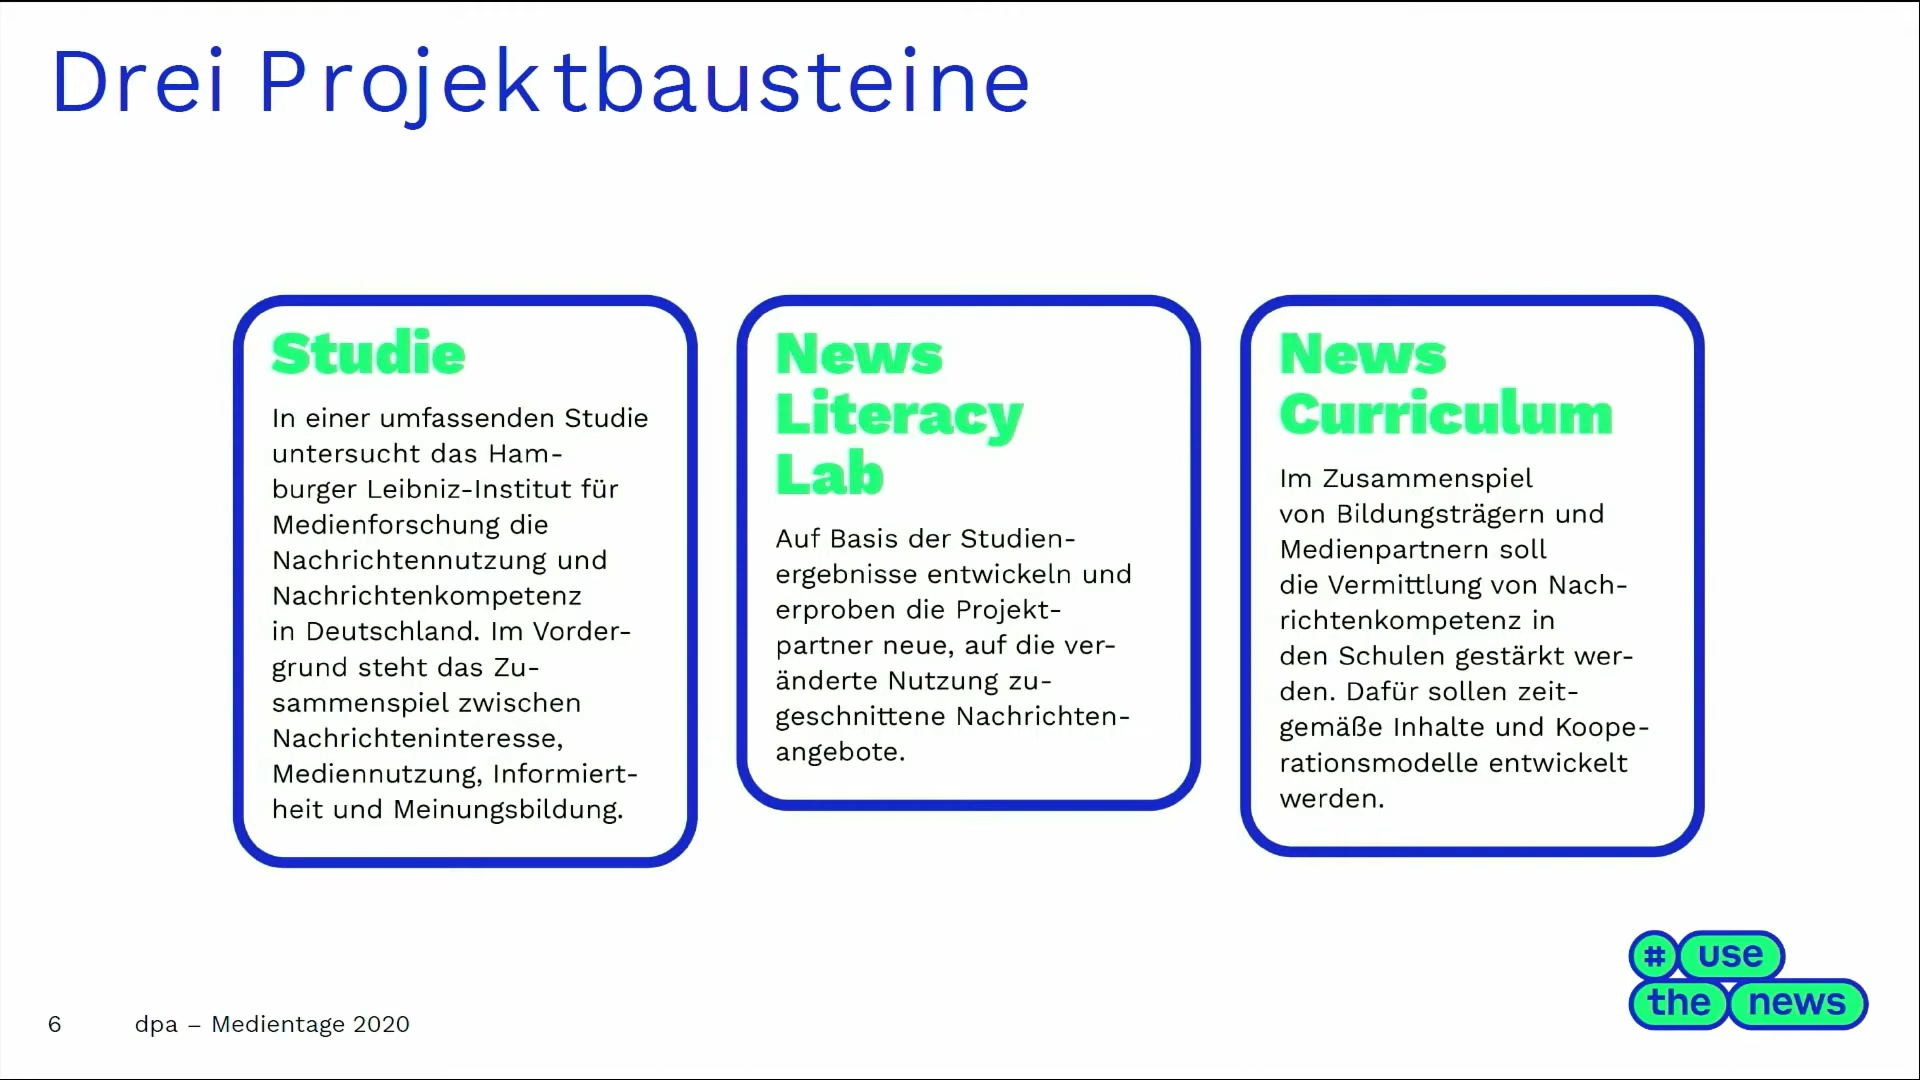 Drei Projektbausteine
Studie
In einer umfassenden Studie
untersucht das Ham-
burger Leibniz-Institut für
Medienforschung die
Nachrichtennutzung und
Nachrichtenkompetenz
in Deutschland. Im Vorder-
grund steht das Zu-
sammenspiel zwischen
Nachrichteninteresse,
Mediennutzung, Informiert-
heit und Meinungsbildung.
News
Literacy
Lab
Auf Basis der Studien-
ergebnisse entwickeln und
erproben die Projekt-
partner neue, auf die ver-
änderte Nutzung zu-
geschnittene Nachrichten-
angebote.
News
Curriculum
Im Zusammenspiel
von Bildungsträgern und
Medienpartnern soll
die Vermittlung von Nach-
richtenkompetenz in
den Schulen gestärkt wer-
den. Dafür sollen zeit-
gemäße Inhalte und Koope-
rationsmodelle entwickelt
werden.
# use
the news
6 dpa – Medientage 2020